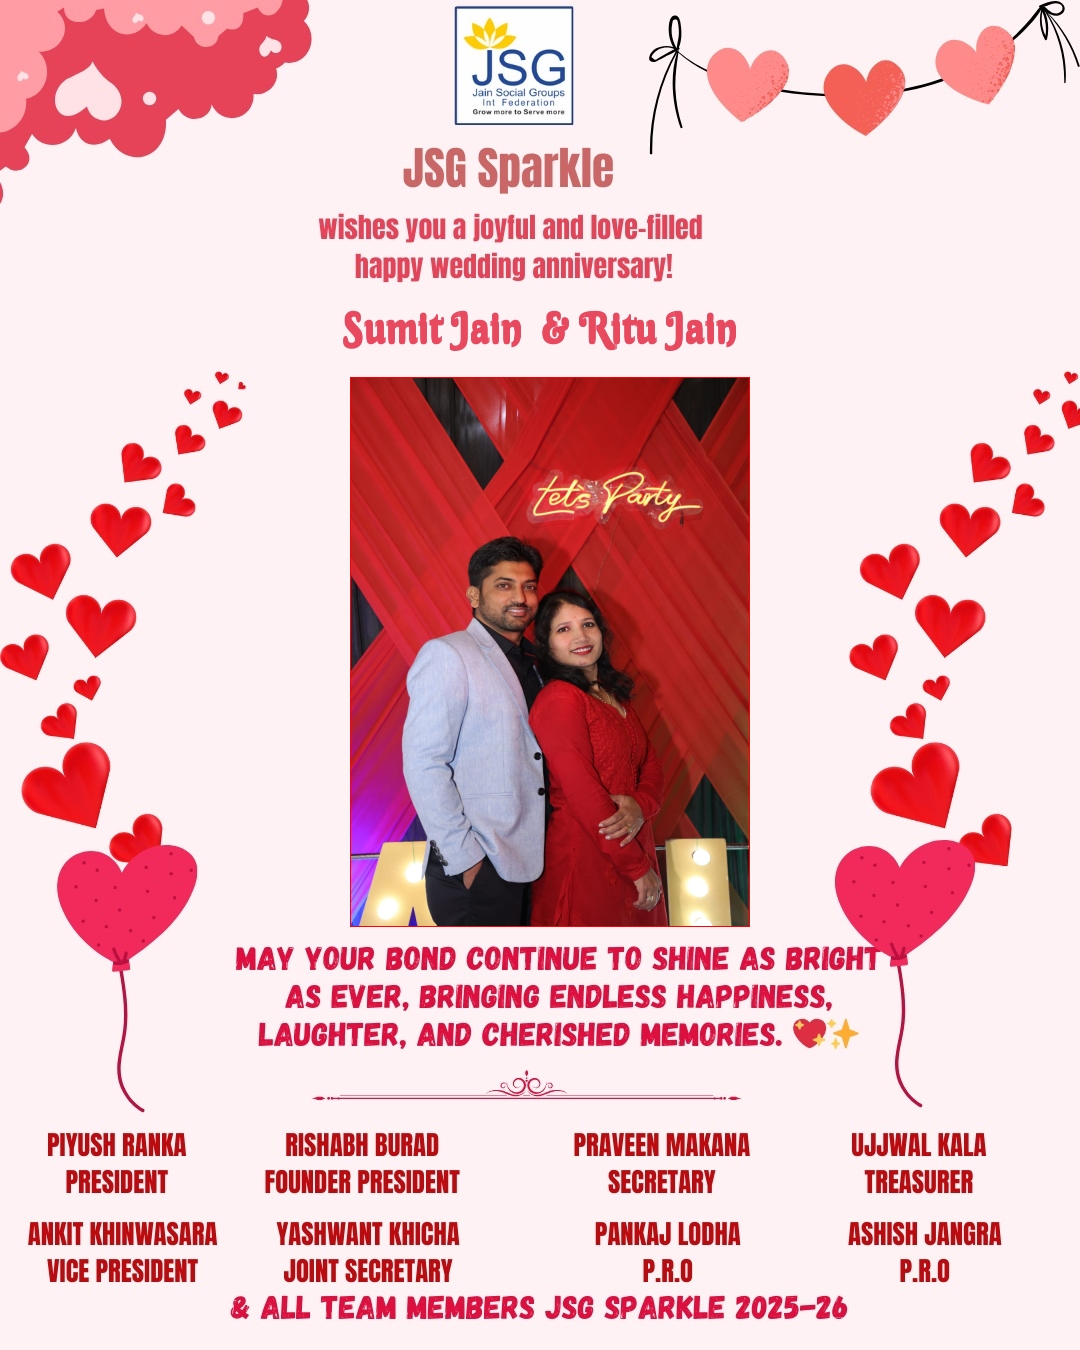 JSG
Jain Social Groups
Int Federation
Grow more to Serve more
JSG Sparkle
wishes you a joyful and love-filled
happy wedding anniversary!
Sumit Jain & Ritu Jain
Let's Party
MAY YOUR BOND CONTINUE TO SHINE AS BRIGHT
AS EVER, BRINGING ENDLESS HAPPINESS,
LAUGHTER, AND CHERISHED MEMORIES. 💖✨
PIYUSH RANKA
PRESIDENT
RISHABH BURAD
FOUNDER PRESIDENT
PRAVEEN MAKANA
SECRETARY
UJJWAL KALA
TREASURER
ANKIT KHINWASARA
VICE PRESIDENT
YASHWANT KHICHA
JOINT SECRETARY
PANKAJ LODHA
P.R.O
ASHISH JANGRA
P.R.O
& ALL TEAM MEMBERS JSG SPARKLE 2025-26